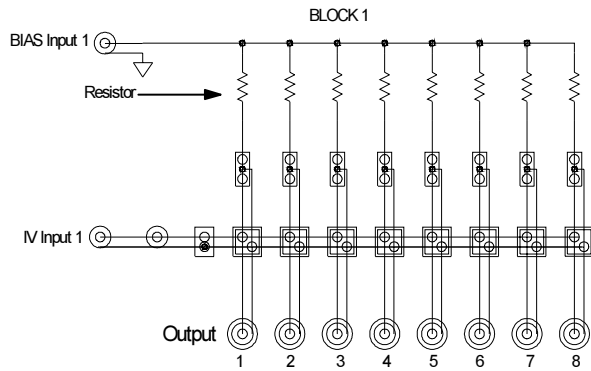 BLOCK 1
BIAS Input 1
Resistor
IV Input 1
Output
1 2 3 4 5 6 7 8